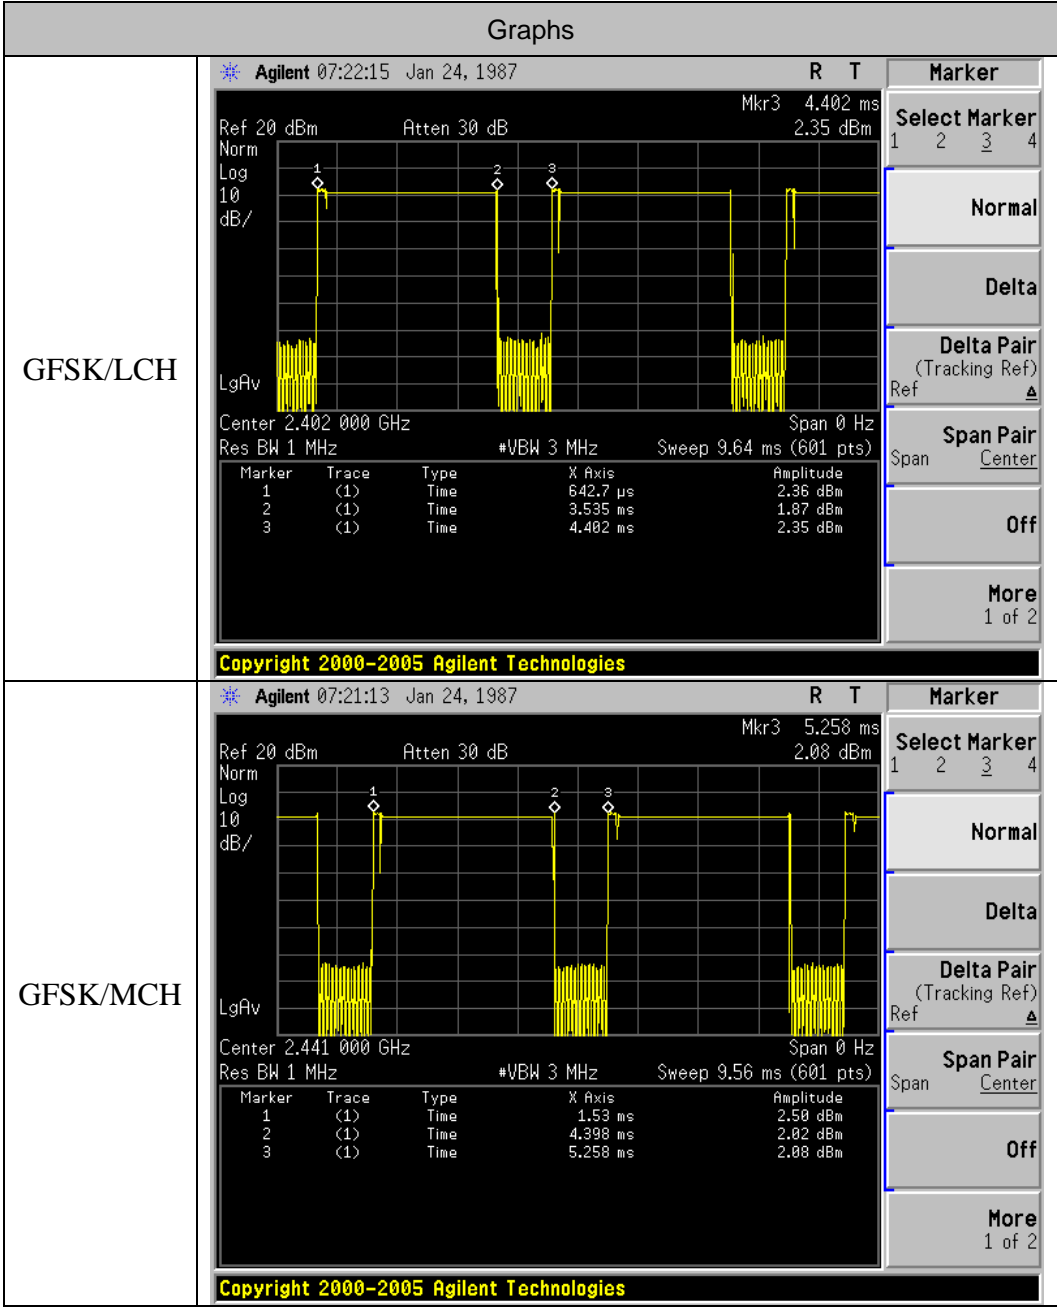 Graphs
GFSK/LCH
Agilent 07:22:15 Jan 24, 1987 R T
Mkr3 4.402 ms
Ref 20 dBm Atten 30 dB 2.35 dBm
Norm
Log
10
dB/
1 2 3
LgAv
Center 2.402 000 GHz Span 0 Hz
Res BW 1 MHz #VBW 3 MHz Sweep 9.64 ms (601 pts)
Marker Trace Type X Axis Amplitude
1 (1) Time 642.7 µs 2.36 dBm
2 (1) Time 3.535 ms 1.87 dBm
3 (1) Time 4.402 ms 2.35 dBm
Copyright 2000-2005 Agilent Technologies
Marker
Select Marker
1 2 3 4
Normal
Delta
Delta Pair
(Tracking Ref)
Ref Δ
Span Pair
Span Center
Off
More
1 of 2
GFSK/MCH
Agilent 07:21:13 Jan 24, 1987 R T
Mkr3 5.258 ms
Ref 20 dBm Atten 30 dB 2.08 dBm
Norm
Log
10
dB/
1 2 3
LgAv
Center 2.441 000 GHz Span 0 Hz
Res BW 1 MHz #VBW 3 MHz Sweep 9.56 ms (601 pts)
Marker Trace Type X Axis Amplitude
1 (1) Time 1.53 ms 2.50 dBm
2 (1) Time 4.398 ms 2.02 dBm
3 (1) Time 5.258 ms 2.08 dBm
Copyright 2000-2005 Agilent Technologies
Marker
Select Marker
1 2 3 4
Normal
Delta
Delta Pair
(Tracking Ref)
Ref Δ
Span Pair
Span Center
Off
More
1 of 2